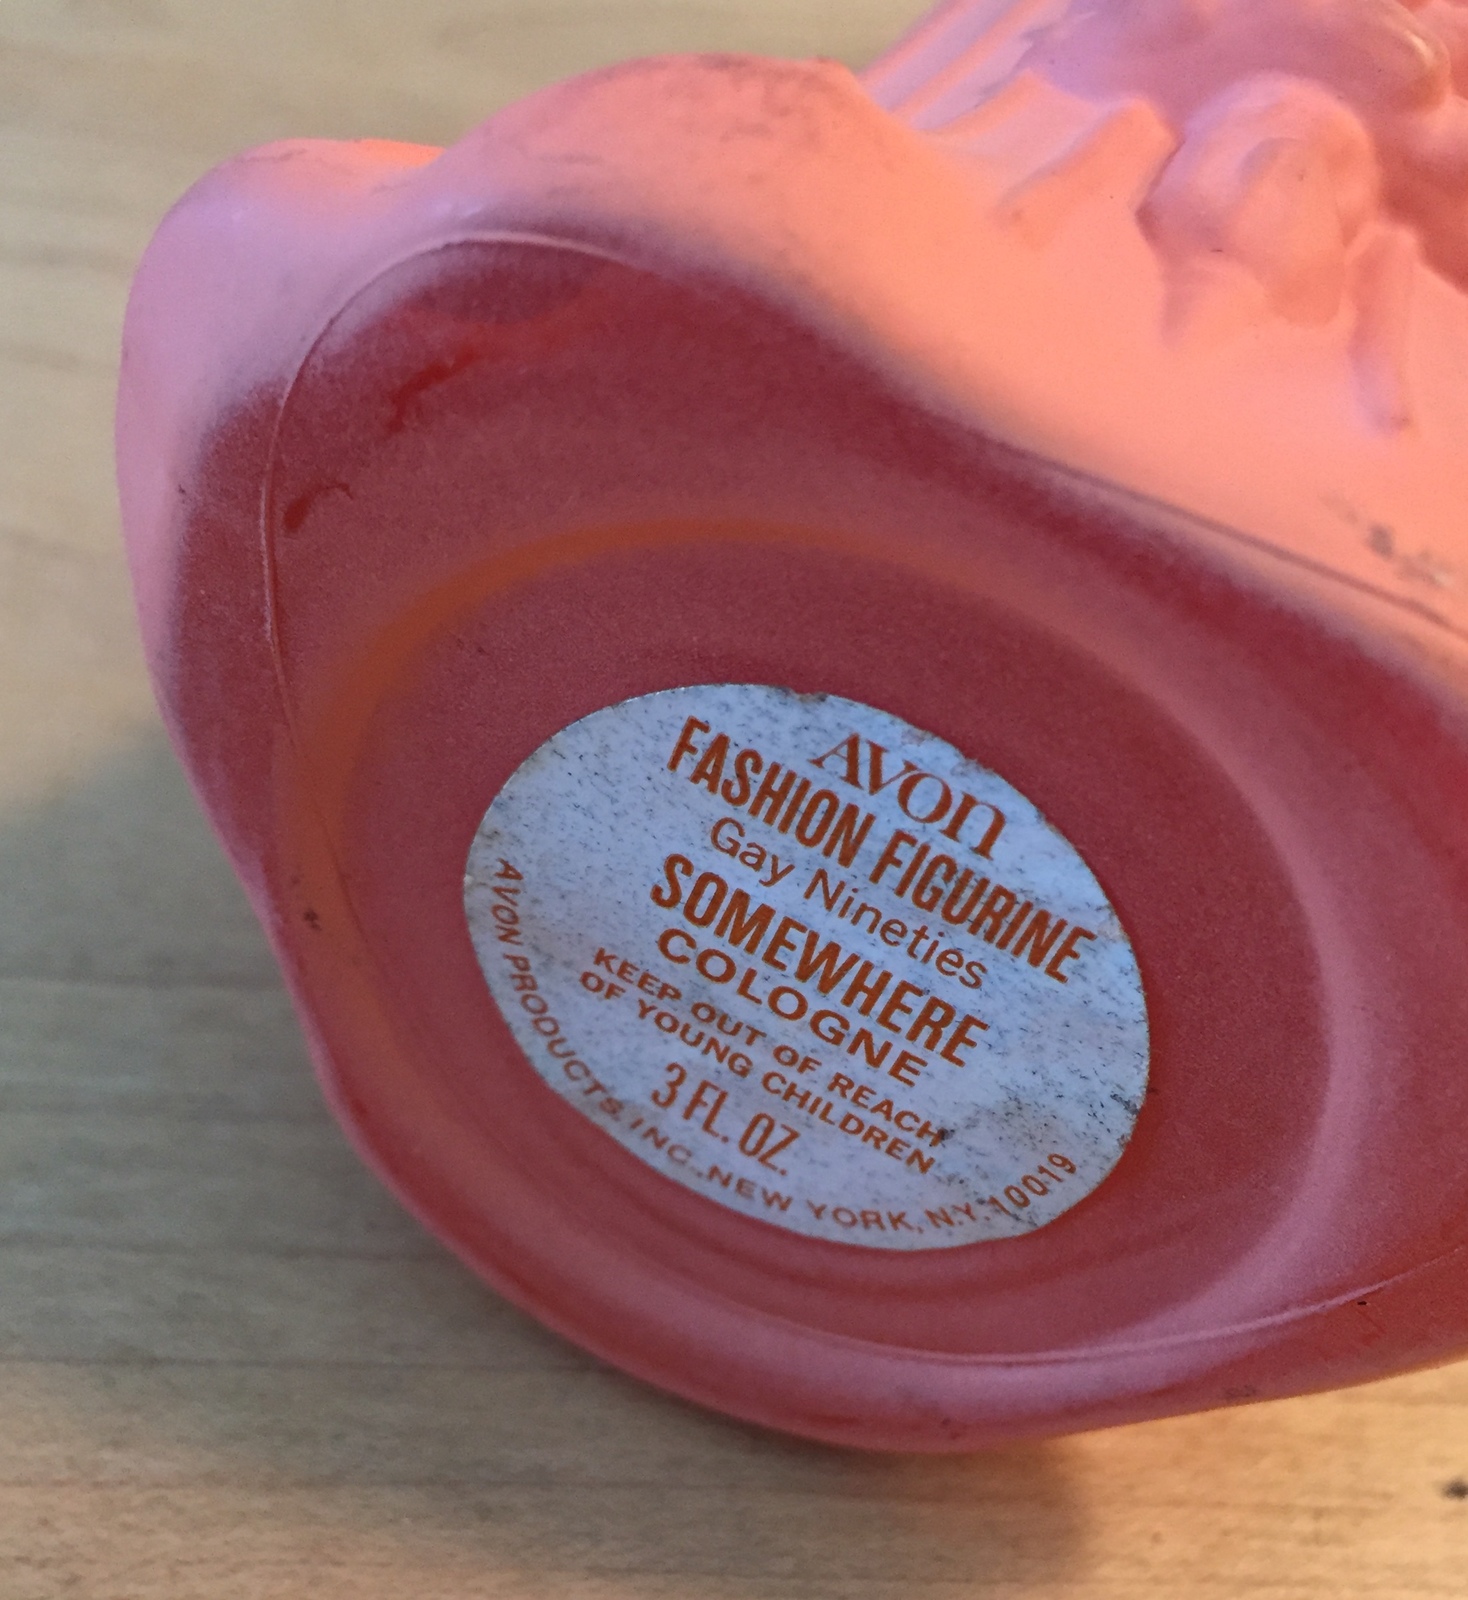 AVON
FASHION FIGURINE
Gay Nineties
SOMEWHERE
COLOGNE
KEEP OUT OF REACH
OF YOUNG CHILDREN
3 FL. OZ.
AVON PRODUCTS, INC., NEW YORK, N.Y. 10019